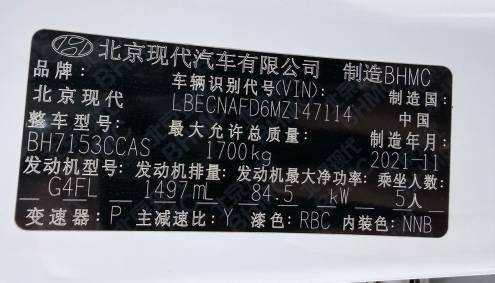 北京现代汽车有限公司 制造BHMC
品牌: 车辆识别代号(VIN): 制造国:
北京现代 LBECNAFD6MZ147114 中国
整车型号: 最大允许总质量: 制造年月:
BH7153CCAS 1700kg 2021-11
发动机型号: 发动机排量: 发动机最大净功率: 乘坐人数:
G4FL 1497mL 84.5 kW 5人
变速器: P 主减速比: Y 漆色: RBC 内装色: NNB